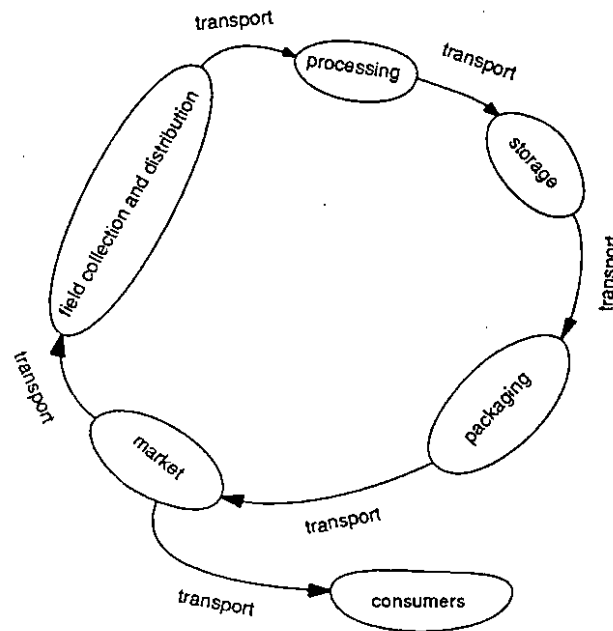 transport
processing
transport
storage
transport
field collection and distribution
transport
packaging
market
transport
transport
consumers